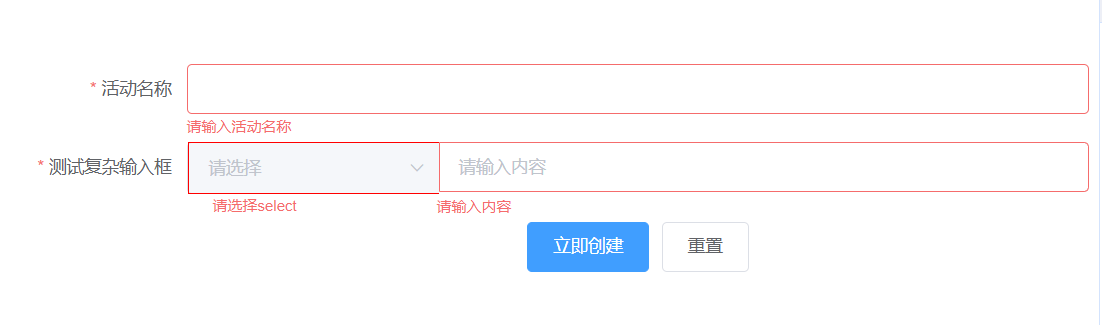 * 活动名称
请输入活动名称
* 测试复杂输入框 请选择 请输入内容
请选择select 请输入内容
立即创建 重置